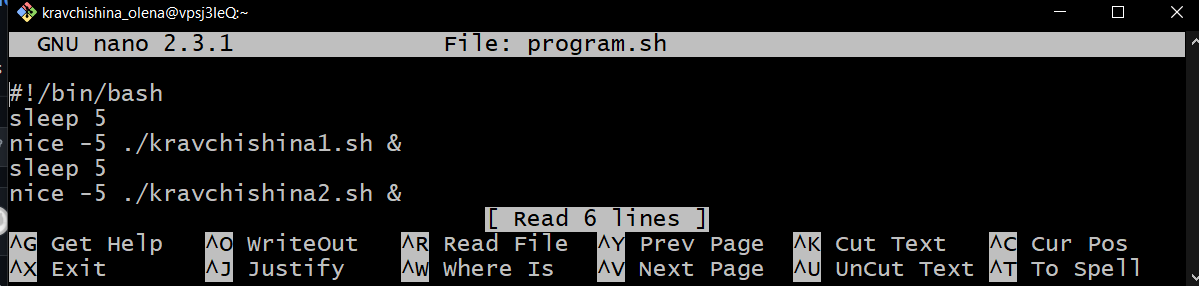 kravchishina_olena@vpsj3IeQ:~
GNU nano 2.3.1 File: program.sh
#!/bin/bash
sleep 5
nice -5 ./kravchishina1.sh &
sleep 5
nice -5 ./kravchishina2.sh &
[ Read 6 lines ]
^G Get Help ^O WriteOut ^R Read File ^Y Prev Page ^K Cut Text ^C Cur Pos
^X Exit ^J Justify ^W Where Is ^V Next Page ^U UnCut Text ^T To Spell